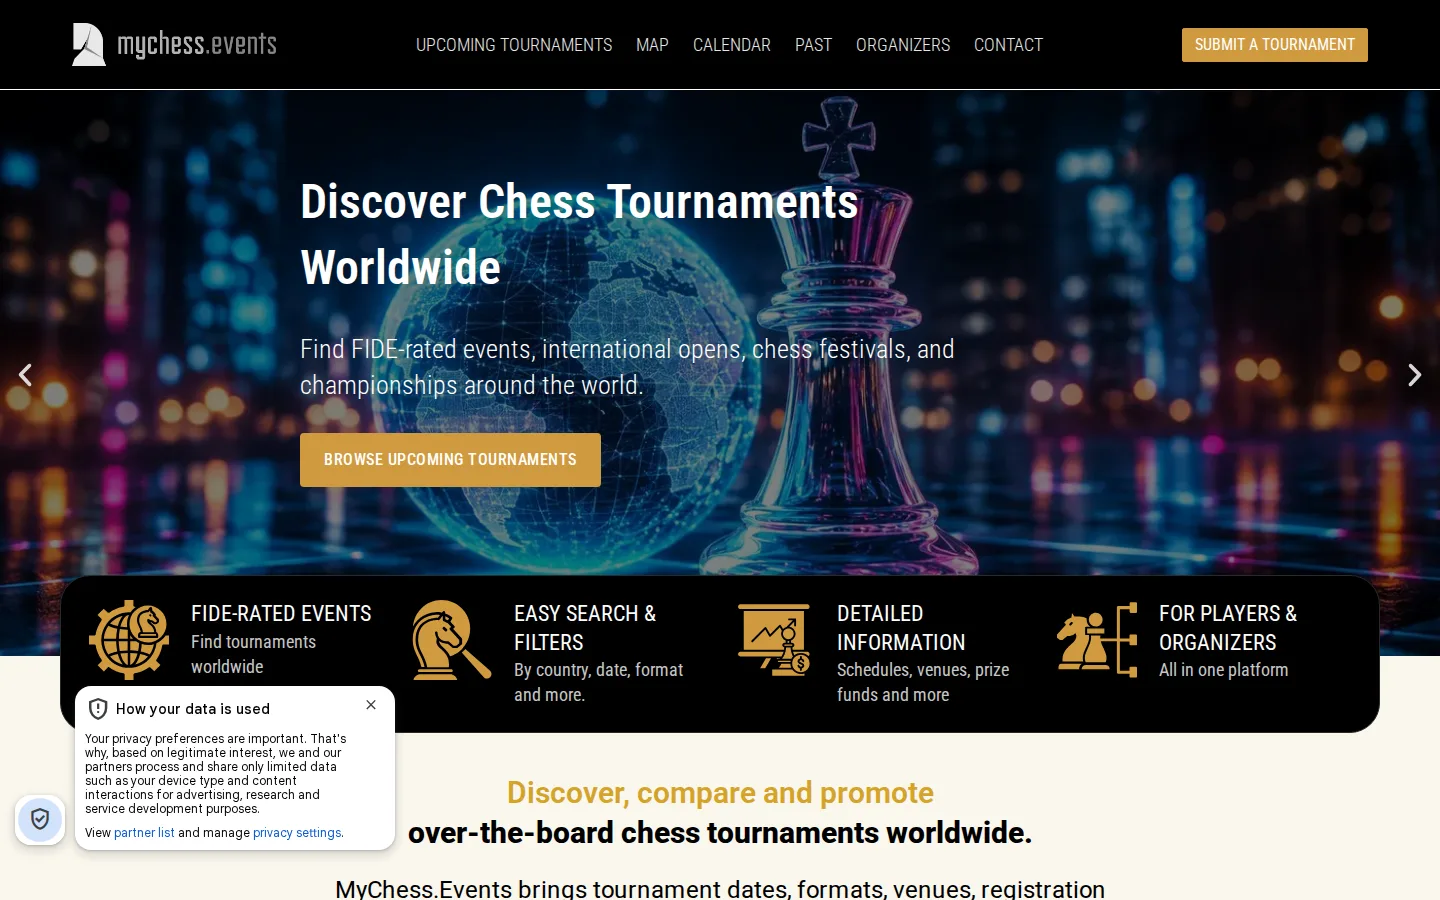 mychess.events
UPCOMING TOURNAMENTS MAP CALENDAR PAST ORGANIZERS CONTACT
SUBMIT A TOURNAMENT
Discover Chess Tournaments
Worldwide
Find FIDE-rated events, international opens, chess festivals, and
championships around the world.
BROWSE UPCOMING TOURNAMENTS
FIDE-RATED EVENTS
Find tournaments
worldwide
EASY SEARCH &
FILTERS
By country, date, format
and more.
DETAILED
INFORMATION
Schedules, venues, prize
funds and more
FOR PLAYERS &
ORGANIZERS
All in one platform
How your data is used
Your privacy preferences are important. That's
why, based on legitimate interest, we and our
partners process and share only limited data
such as your device type and content
interactions for advertising, research and
service development purposes.
View partner list and manage privacy settings.
Discover, compare and promote
over-the-board chess tournaments worldwide.
MyChess.Events brings tournament dates, formats, venues, registration